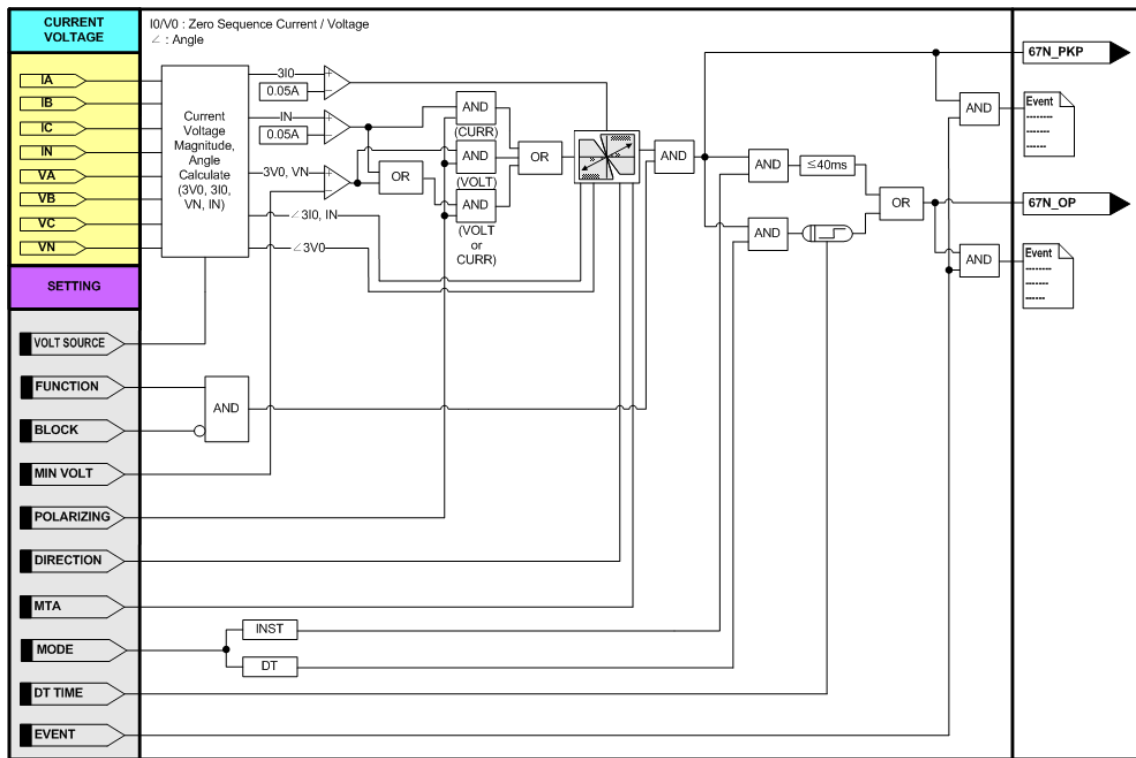 CURRENT
VOLTAGE
I0/V0 : Zero Sequence Current / Voltage
∠ : Angle
IA
IB
IC
IN
VA
VB
VC
VN
Current
Voltage
Magnitude,
Angle
Calculate
(3V0, 3I0,
VN, IN)
3I0
0.05A
IN
0.05A
3V0, VN
∠3I0, IN
∠3V0
+
−
+
−
+
−
OR
AND
(CURR)
AND
(VOLT)
AND
(VOLT
or
CURR)
OR
AND
AND
≤40ms
AND
OR
67N_PKP
AND
Event
--------
-------
------
67N_OP
AND
Event
--------
-------
------
SETTING
VOLT SOURCE
FUNCTION
AND
BLOCK
MIN VOLT
POLARIZING
DIRECTION
MTA
MODE
INST
DT
DT TIME
EVENT